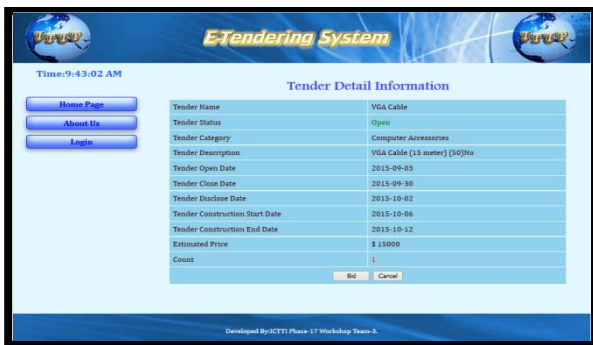 E-Tendering System
Time:9:43:02 AM
Tender Detail Information
Home Page
About Us
Login
Tender Name VGA Cable
Tender Status Open
Tender Category Computer Accessories
Tender Description VGA Cable (15 meter) (50)No
Tender Open Date 2015-09-03
Tender Close Date 2015-09-30
Tender Disclose Date 2015-10-02
Tender Construction Start Date 2015-10-06
Tender Construction End Date 2015-10-12
Estimated Price $ 15000
Count 1
Bid Cancel
Developed By:ICTTI Phase-17 Workshop Team-3.